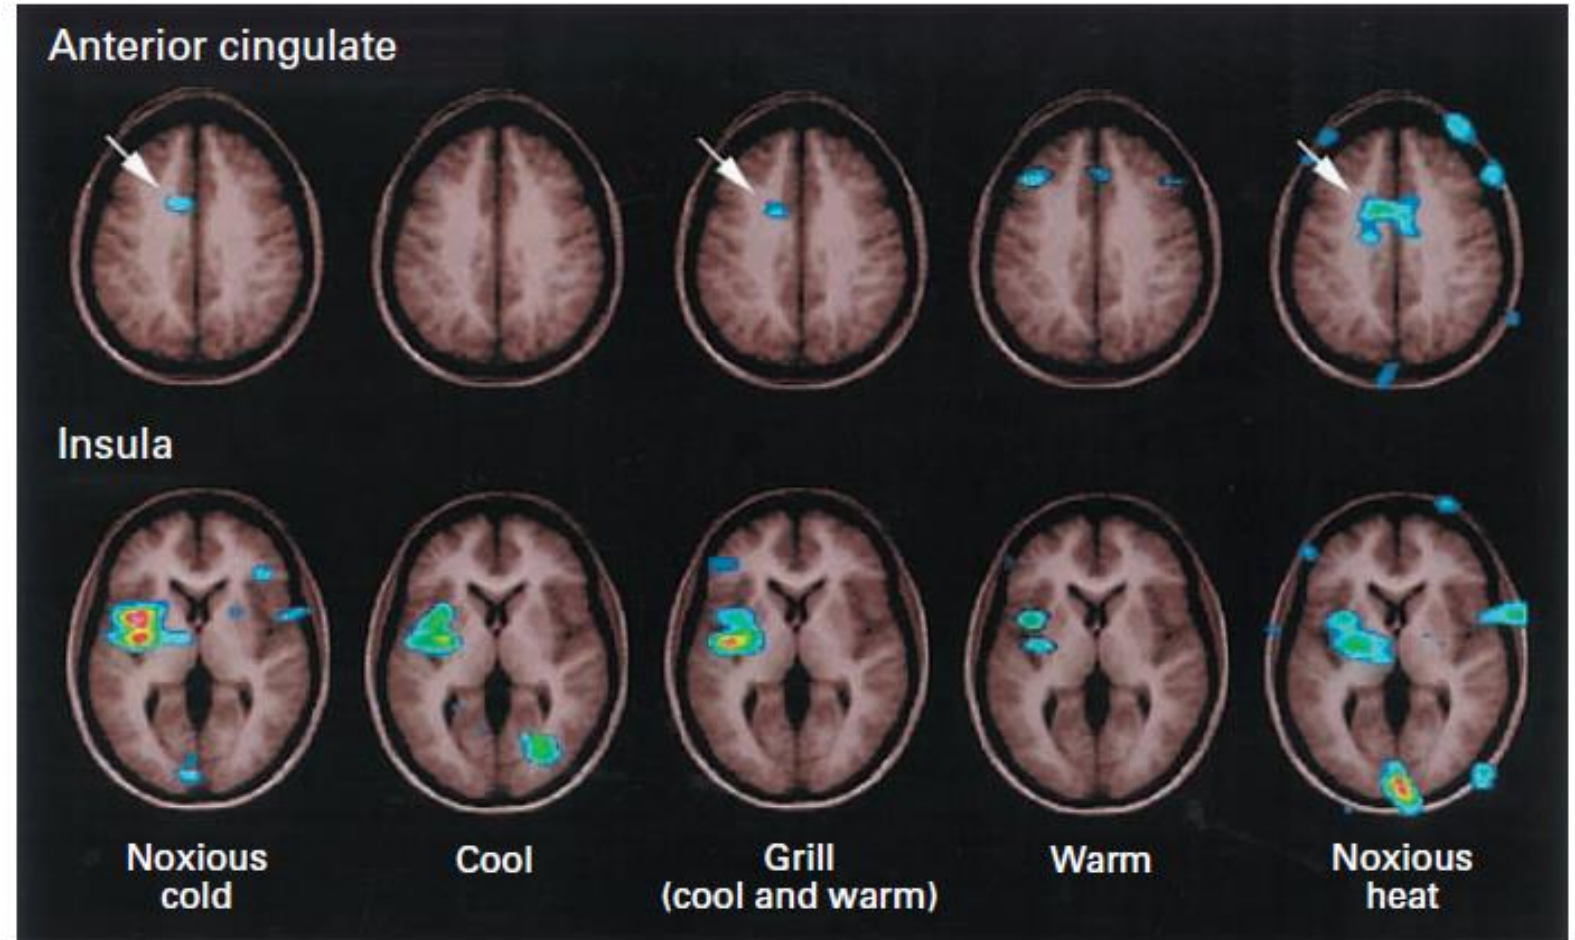 Anterior cingulate
Insula
Noxious
cold
Cool
Grill
(cool and warm)
Warm
Noxious
heat